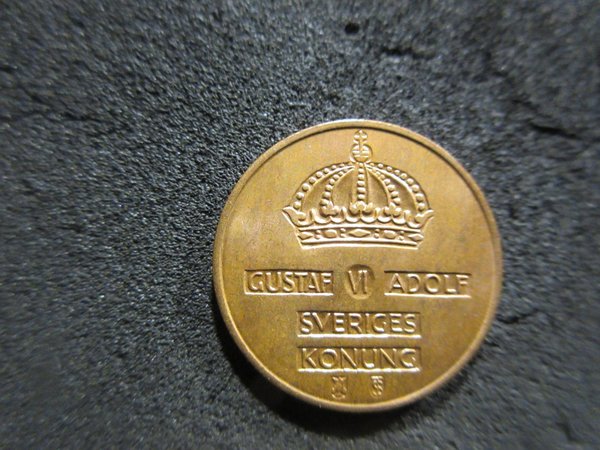 GUSTAF VI ADOLF
SVERIGES
KONUNG